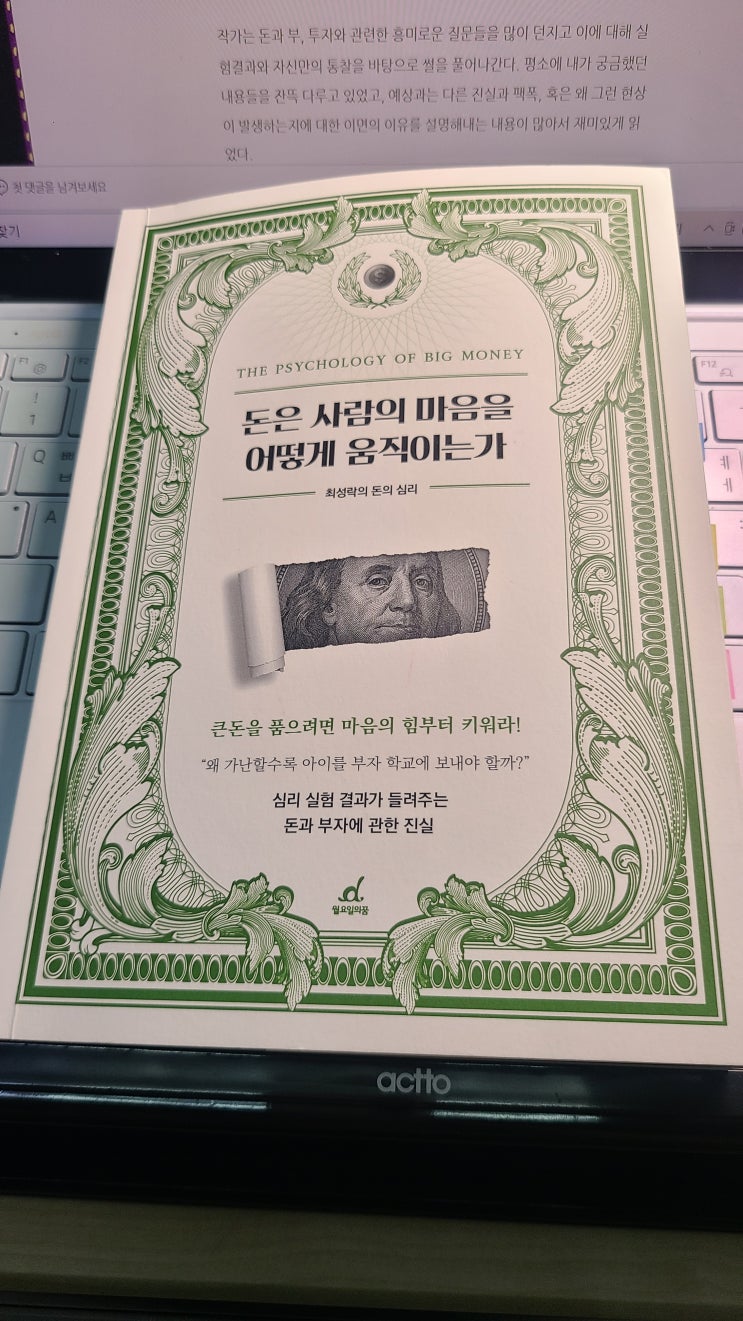 작가는 돈과 부, 투자와 관련한 흥미로운 질문들을 많이 던지고 이에 대해 실
험결과와 자신만의 통찰을 바탕으로 썰을 풀어나간다. 평소에 내가 궁금했던
내용들을 잔뜩 다루고 있었고, 예상과는 다른 진실과 팩폭, 혹은 왜 그런 현상
이 발생하는지에 대한 이면의 이유를 설명해내는 내용이 많아서 재미있게 읽
었다.
첫 댓글을 남겨보세요
찾기
THE PSYCHOLOGY OF BIG MONEY
돈은 사람의 마음을
어떻게 움직이는가
최성락의 돈의 심리
큰돈을 품으려면 마음의 힘부터 키워라!
“왜 가난할수록 아이를 부자 학교에 보내야 할까?”
심리 실험 결과가 들려주는
돈과 부자에 관한 진실
월요일의꿈
F1
F2
F12
!
1
Q ㅃ
A
actto